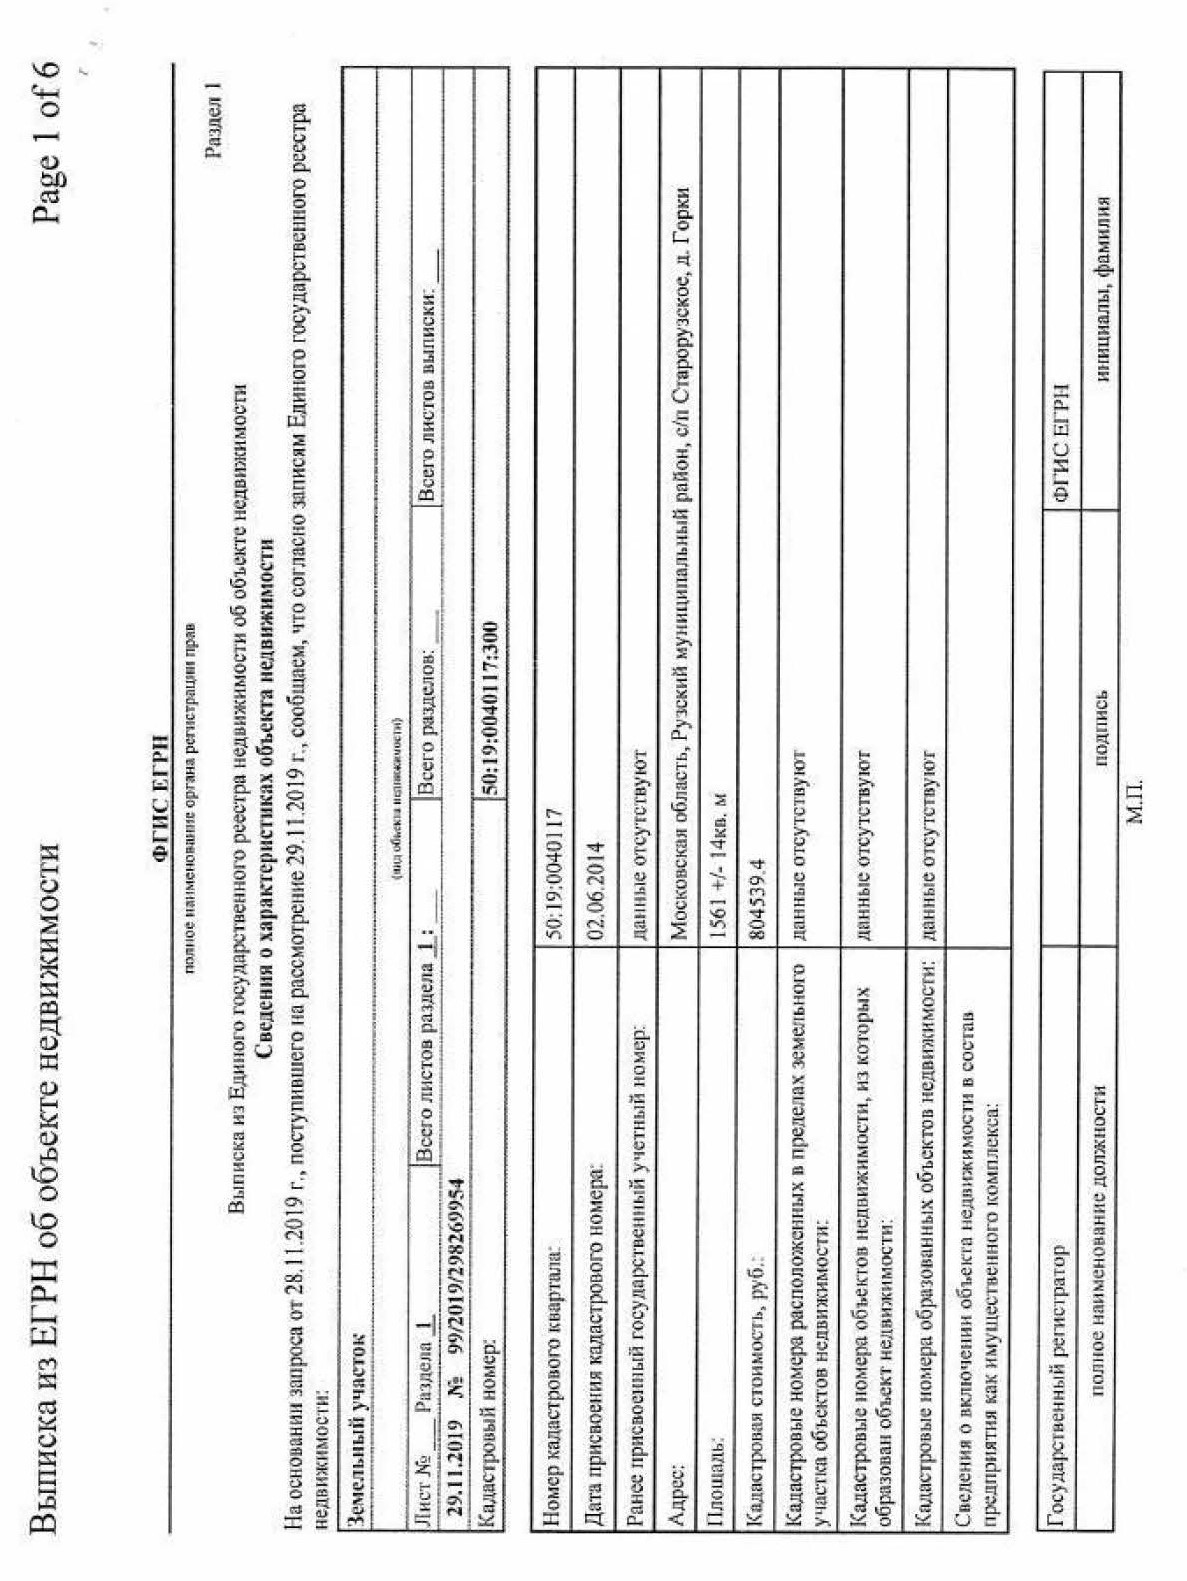 Выписка из ЕГРН об объекте недвижимости Page 1 of 6
ФГИС ЕГРН
полное наименование органа регистрации прав
Раздел 1
Выписка из Единого государственного реестра недвижимости об объекте недвижимости
Сведения о характеристиках объекта недвижимости
На основании запроса от 28.11.2019 г., поступившего на рассмотрение 29.11.2019 г., сообщаем, что согласно записям Единого государственного реестра
недвижимости:
Земельный участок
(вид объекта недвижимости)
Лист № ___ Раздела 1 Всего листов раздела 1 : ___ Всего разделов: ___ Всего листов выписки: ___
29.11.2019 № 99/2019/298269954
Кадастровый номер: 50:19:0040117:300
Номер кадастрового квартала: 50:19:0040117
Дата присвоения кадастрового номера: 02.06.2014
Ранее присвоенный государственный учетный номер: данные отсутствуют
Адрес: Московская область, Рузский муниципальный район, с/п Старорузское, д. Горки
Площадь: 1561 +/- 14кв. м
Кадастровая стоимость, руб.: 804539.4
Кадастровые номера расположенных в пределах земельного
участка объектов недвижимости: данные отсутствуют
Кадастровые номера объектов недвижимости, из которых
образован объект недвижимости: данные отсутствуют
Кадастровые номера образованных объектов недвижимости: данные отсутствуют
Сведения о включении объекта недвижимости в состав
предприятия как имущественного комплекса:
Государственный регистратор ФГИС ЕГРН
полное наименование должности подпись инициалы, фамилия
М.П.